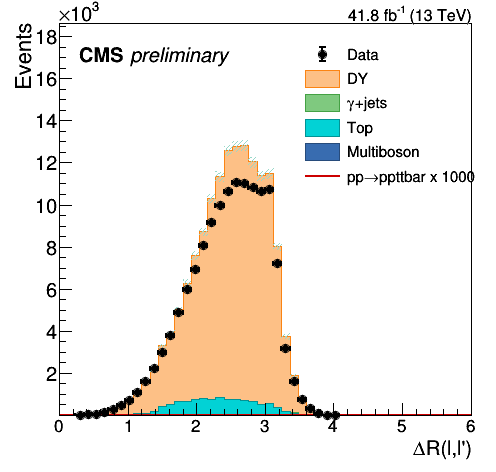 ×10³
41.8 fb⁻¹ (13 TeV)
Events
CMS preliminary
Data
DY
γ+jets
Top
Multiboson
pp→ppttbar x 1000
18
16
14
12
10
8
6
4
2
0 1 2 3 4 5 6
ΔR(l,l')